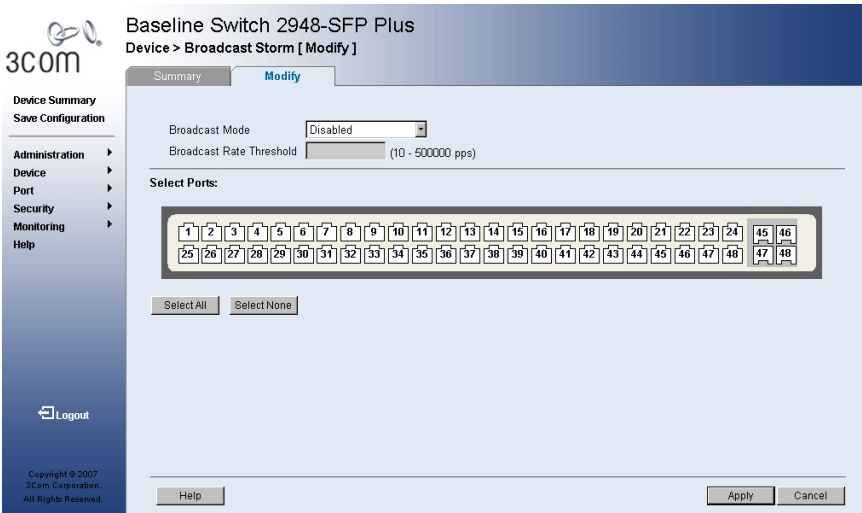 3COM
Baseline Switch 2948-SFP Plus
Device > Broadcast Storm [ Modify ]
Summary Modify
Device Summary
Save Configuration
Administration
Device
Port
Security
Monitoring
Help
Logout
Copyright © 2007
3Com Corporation.
All Rights Reserved.
Broadcast Mode Disabled
Broadcast Rate Threshold (10 - 500000 pps)
Select Ports:
1 2 3 4 5 6 7 8 9 10 11 12 13 14 15 16 17 18 19 20 21 22 23 24 45 46
25 26 27 28 29 30 31 32 33 34 35 36 37 38 39 40 41 42 43 44 45 46 47 48 47 48
Select All Select None
Help Apply Cancel